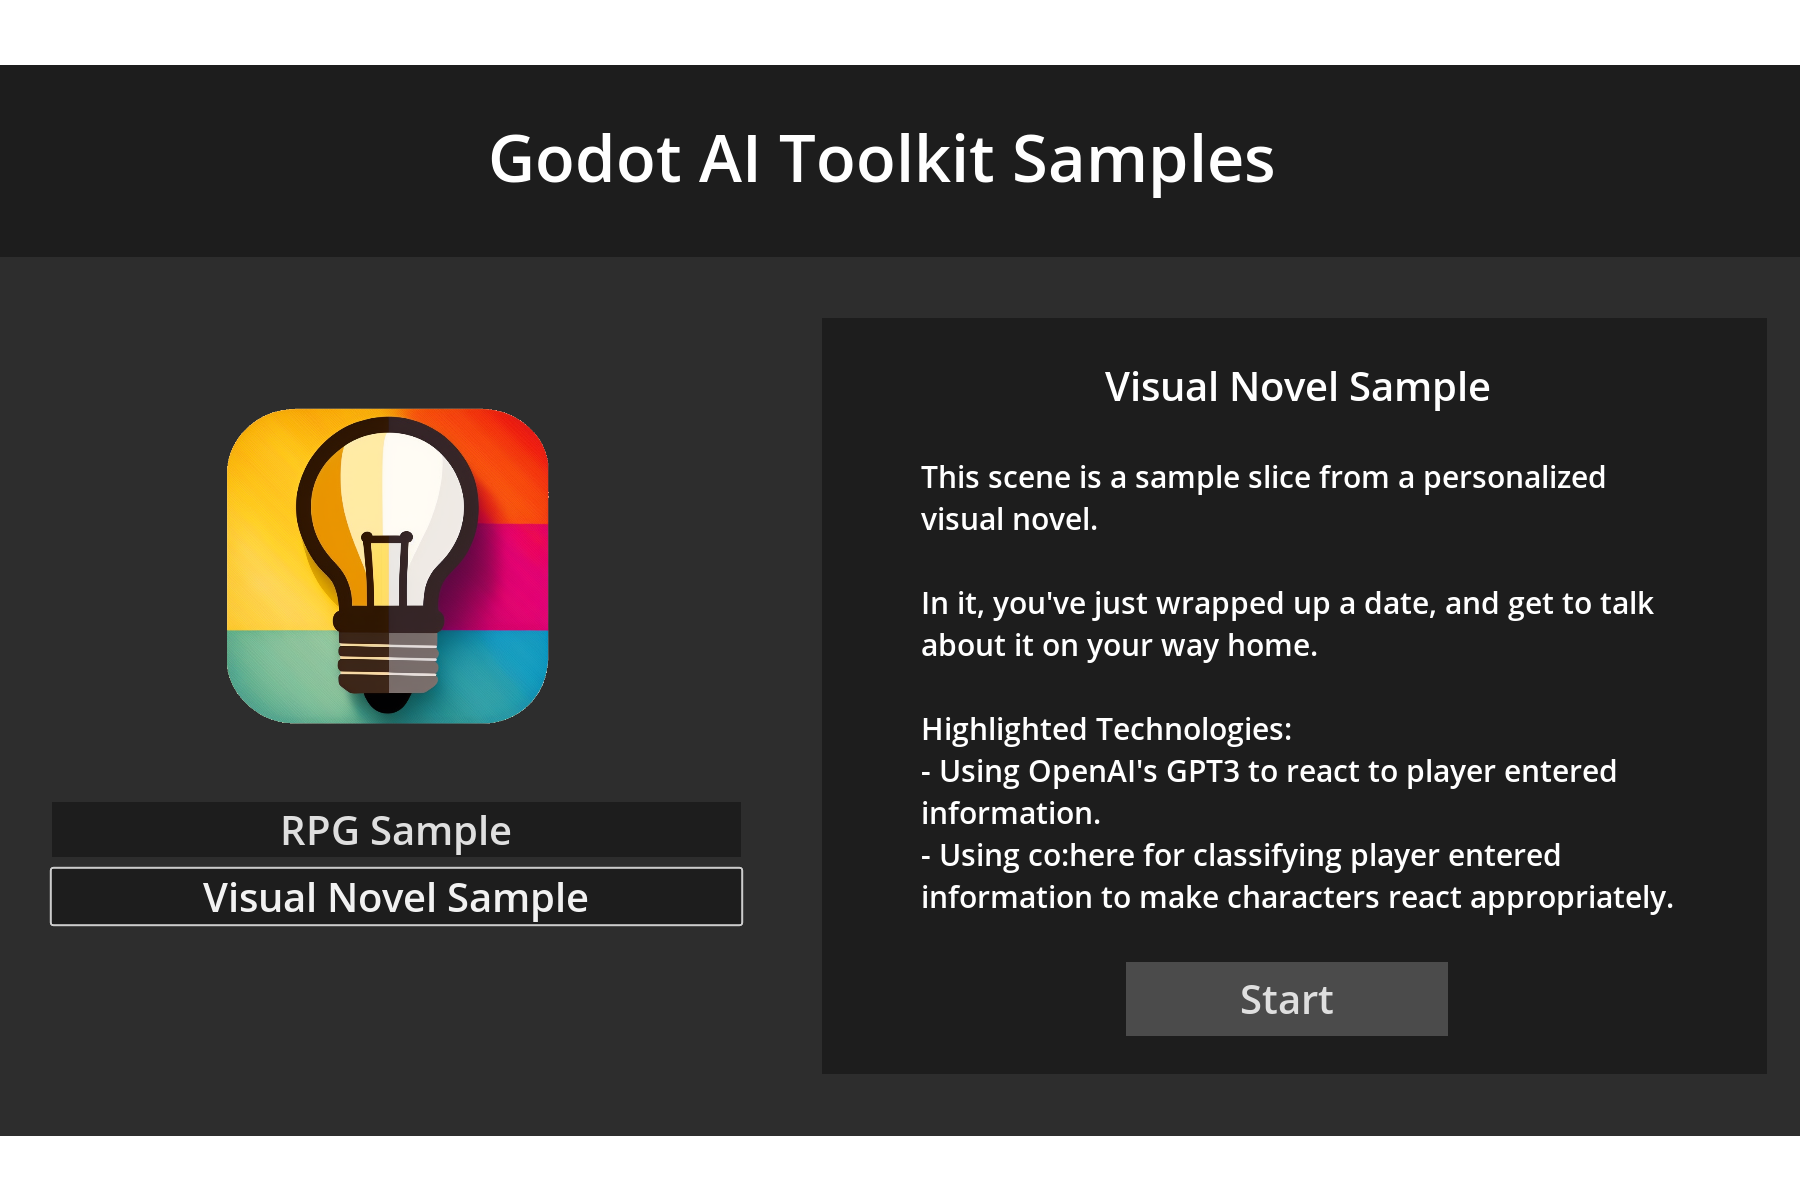 Godot AI Toolkit Samples
RPG Sample
Visual Novel Sample
Visual Novel Sample
This scene is a sample slice from a personalized
visual novel.
In it, you've just wrapped up a date, and get to talk
about it on your way home.
Highlighted Technologies:
- Using OpenAI's GPT3 to react to player entered
information.
- Using co:here for classifying player entered
information to make characters react appropriately.
Start